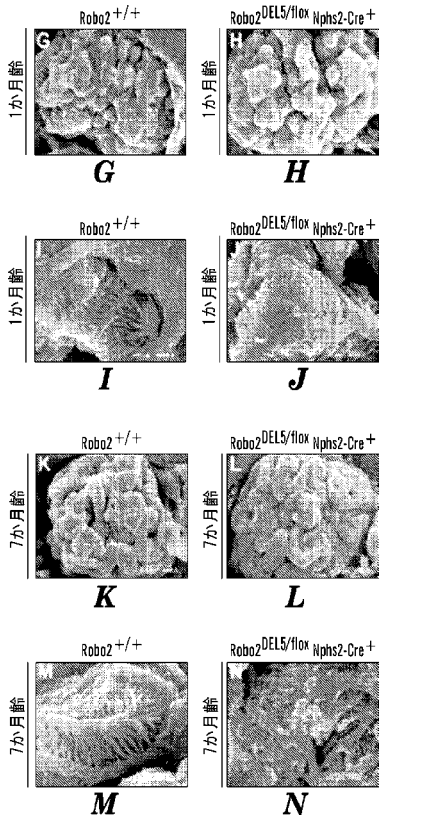 Robo2+/+ Robo2DEL5/flox Nphs2-Cre+
1か月齢 G 1か月齢 H
G H
Robo2+/+ Robo2DEL5/flox Nphs2-Cre+
1か月齢 1か月齢
I J
Robo2+/+ Robo2DEL5/flox Nphs2-Cre+
7か月齢 K 7か月齢 L
K L
Robo2+/+ Robo2DEL5/flox Nphs2-Cre+
7か月齢 7か月齢
M N